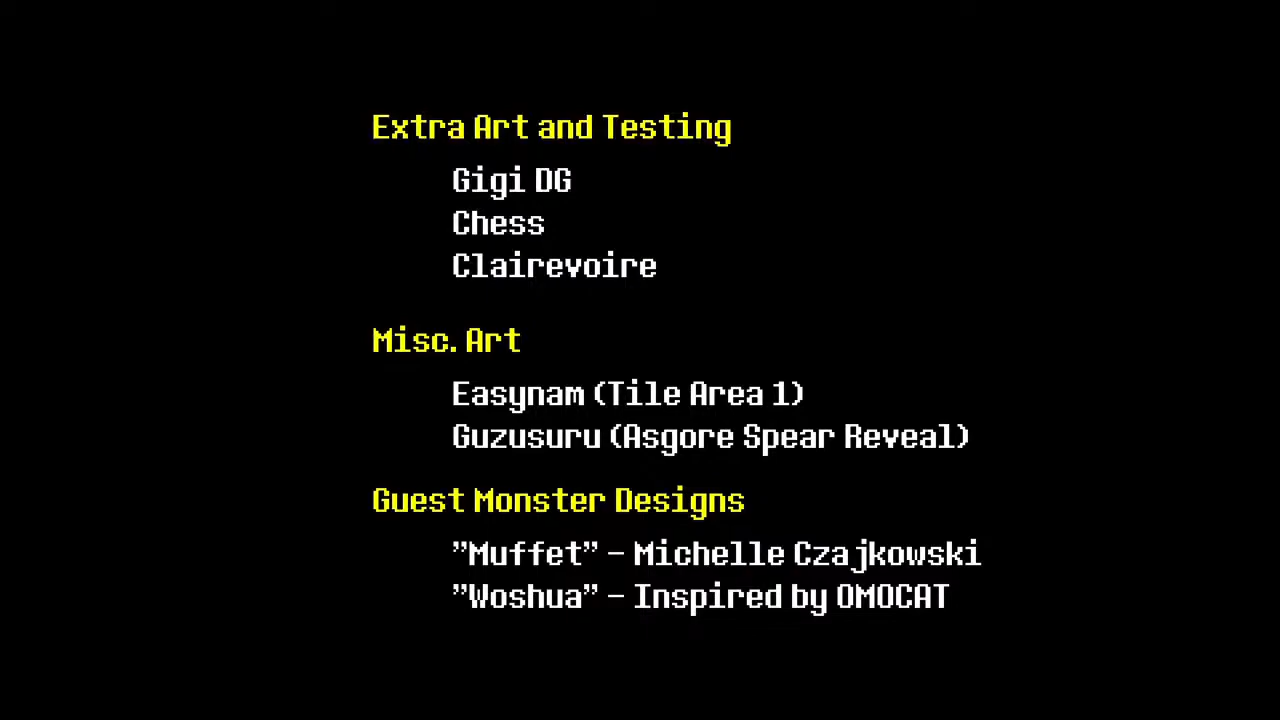 Extra Art and Testing
Gigi DG
Chess
Clairevoire
Misc. Art
Easynam (Tile Area 1)
Guzusuru (Asgore Spear Reveal)
Guest Monster Designs
”Muffet” - Michelle Czajkowski
”Woshua” - Inspired by OMOCAT